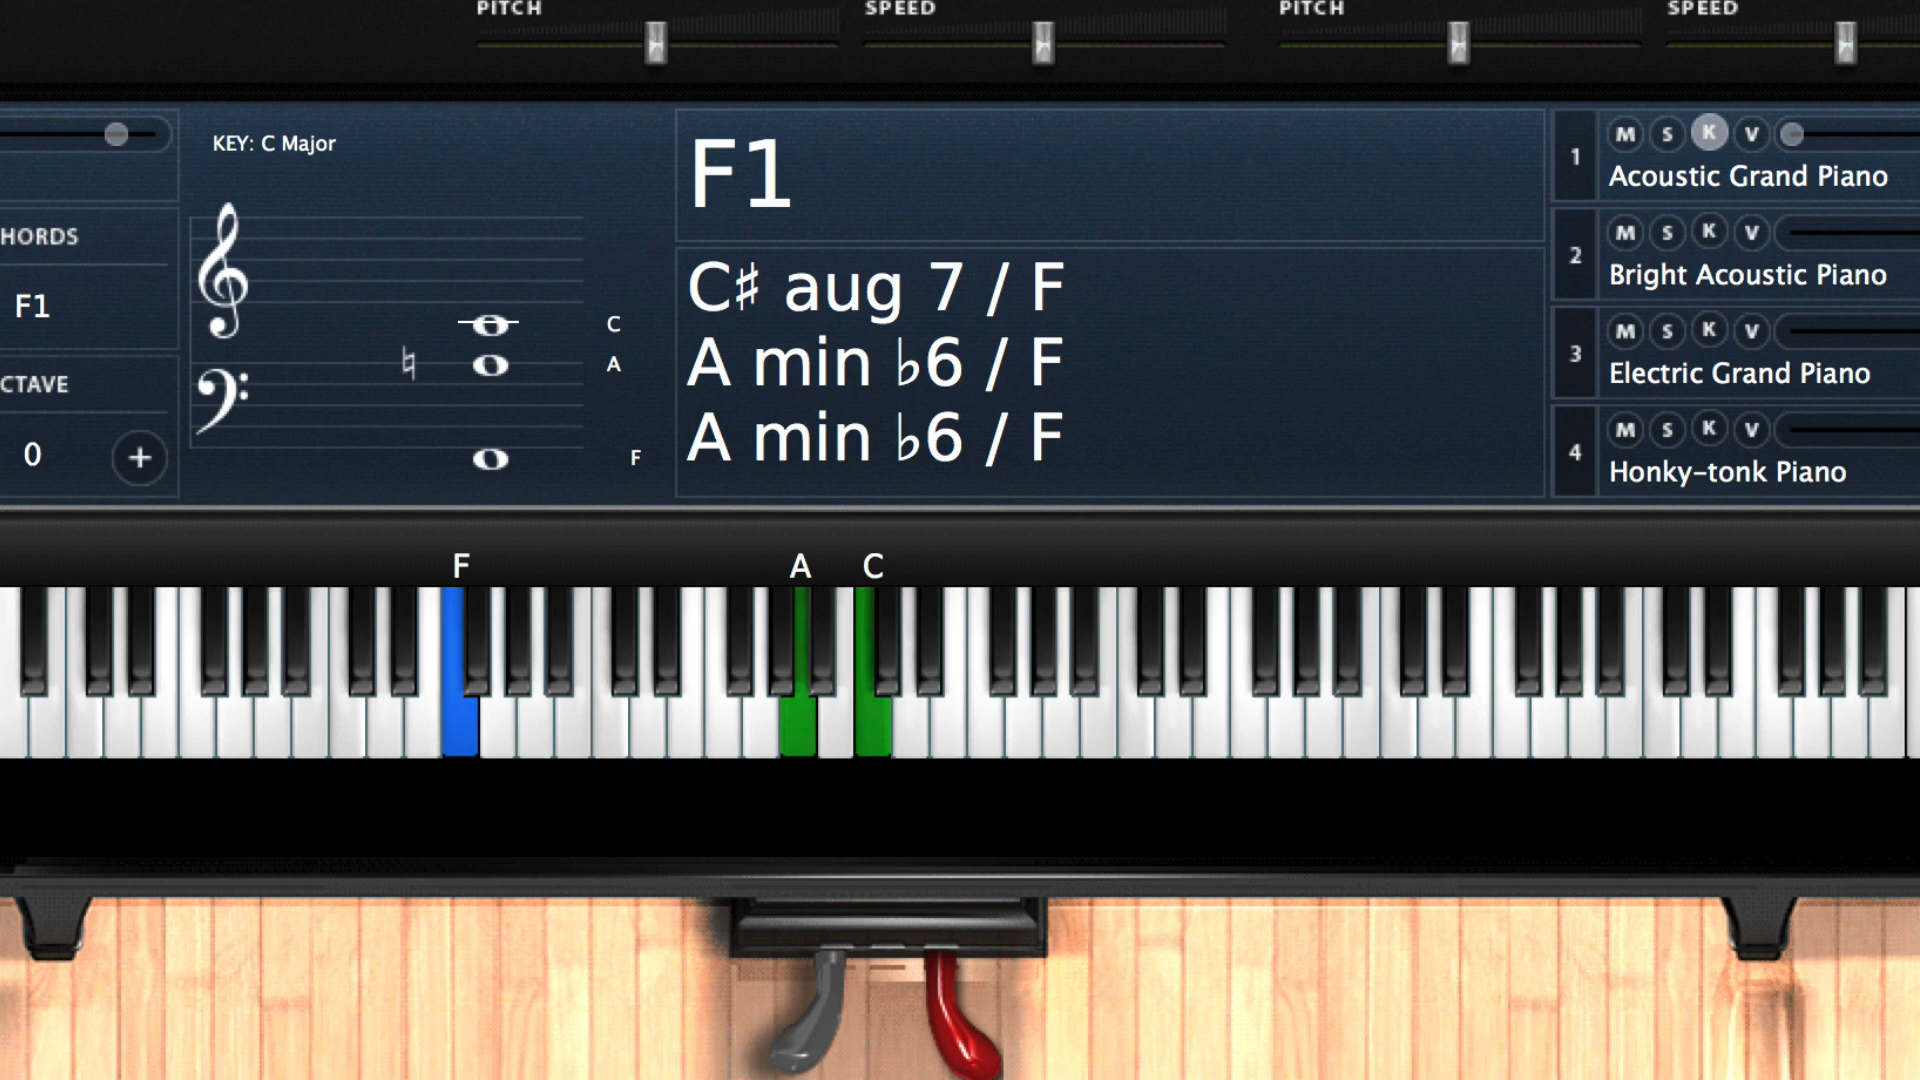 PITCH SPEED PITCH SPEED
KEY: C Major
HORDS
F1
CTAVE
0 +
C
A
F
F1
C♯ aug 7 / F
A min ♭6 / F
A min ♭6 / F
1 M S K V
Acoustic Grand Piano
2 M S K V
Bright Acoustic Piano
3 M S K V
Electric Grand Piano
4 M S K V
Honky-tonk Piano
F A C